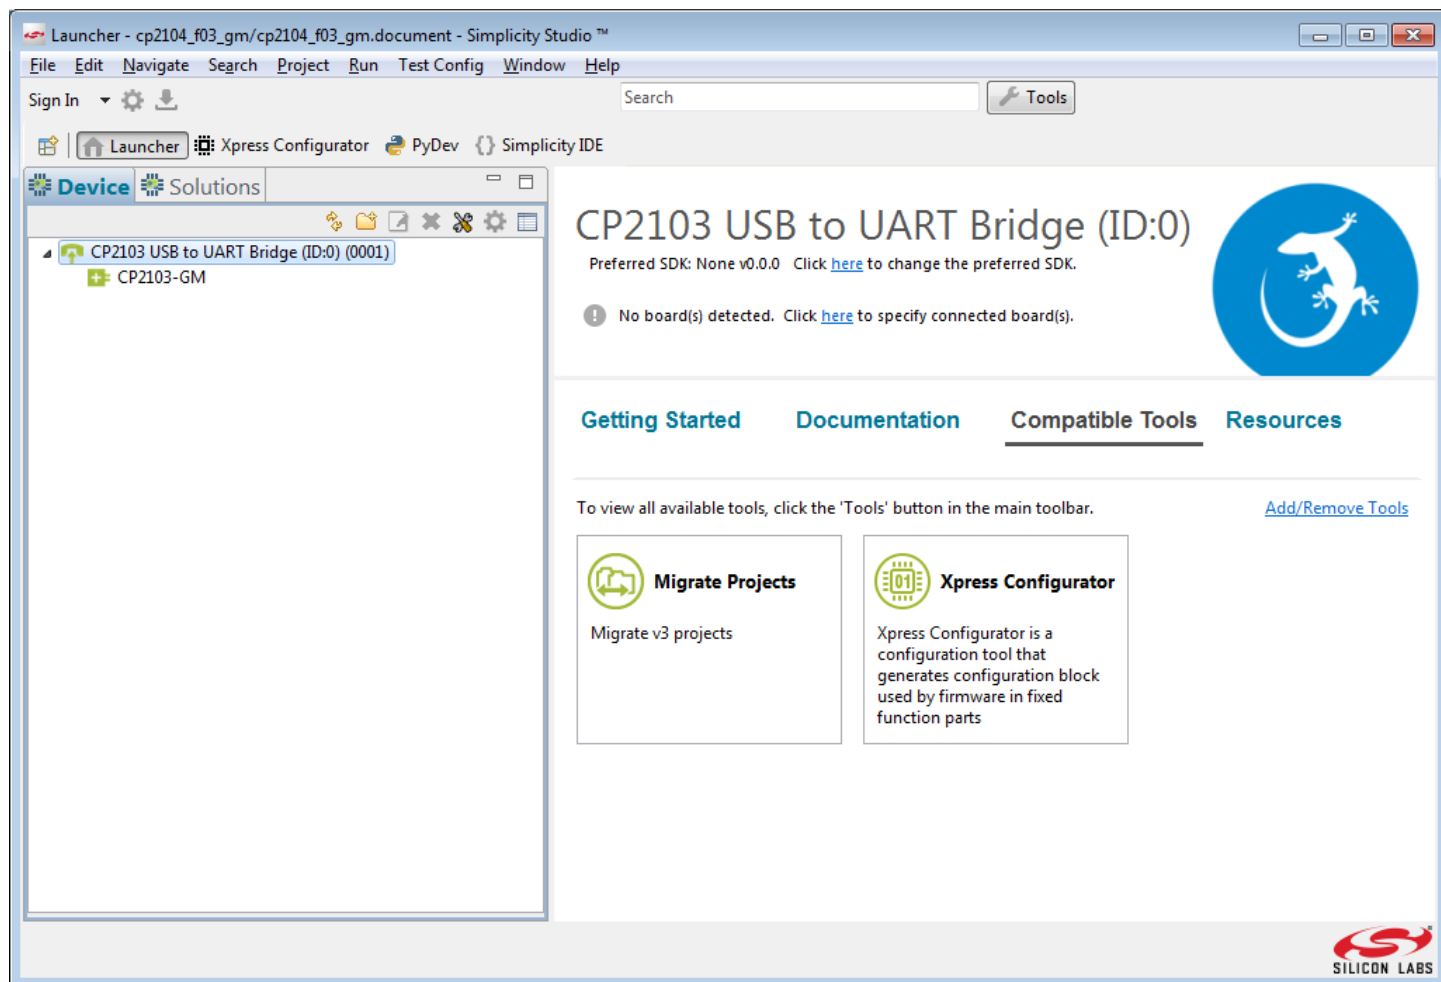 Launcher - cp2104_f03_gm/cp2104_f03_gm.document - Simplicity Studio ™
File Edit Navigate Search Project Run Test Config Window Help
Sign In Search Tools
Launcher Xpress Configurator PyDev {} Simplicity IDE
Device Solutions
CP2103 USB to UART Bridge (ID:0) (0001)
CP2103-GM
CP2103 USB to UART Bridge (ID:0)
Preferred SDK: None v0.0.0 Click here to change the preferred SDK.
No board(s) detected. Click here to specify connected board(s).
Getting Started Documentation Compatible Tools Resources
To view all available tools, click the 'Tools' button in the main toolbar. Add/Remove Tools
Migrate Projects
Migrate v3 projects
01
Xpress Configurator
Xpress Configurator is a
configuration tool that
generates configuration block
used by firmware in fixed
function parts
SILICON LABS